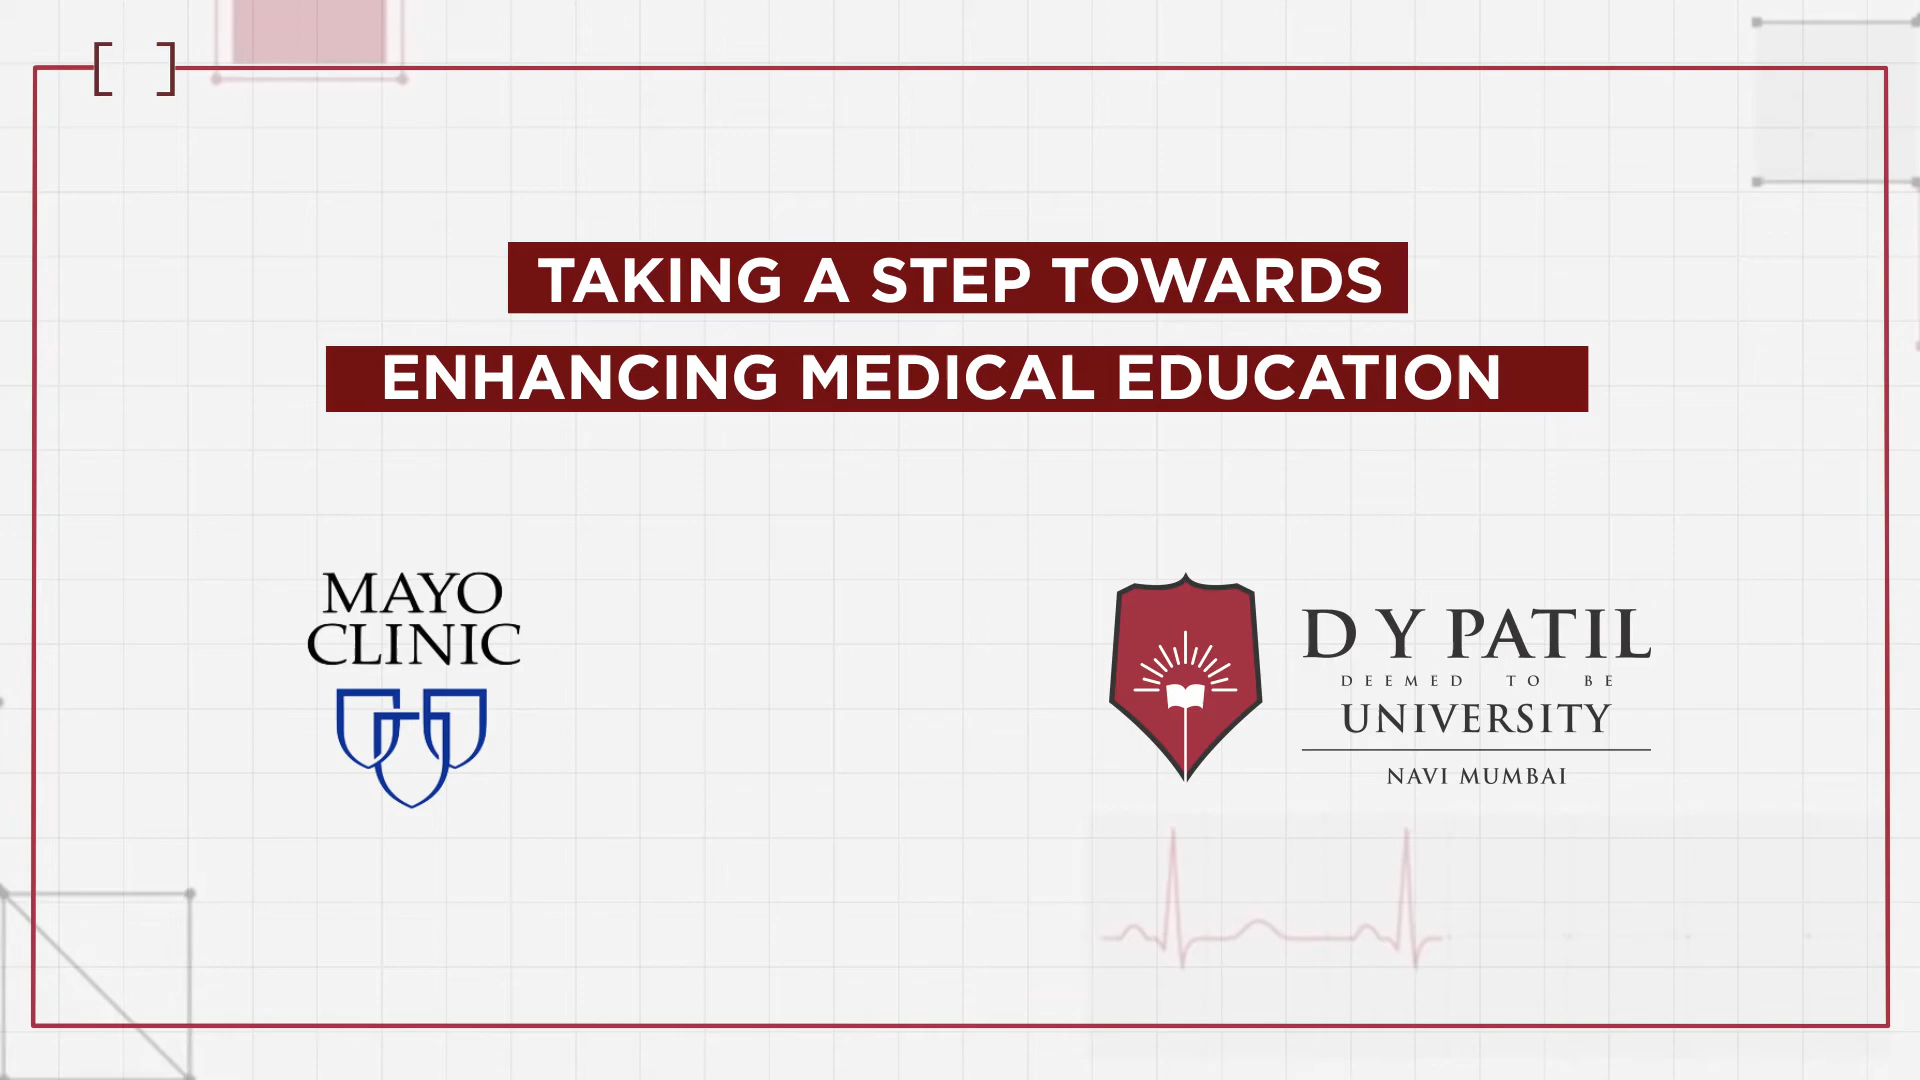 TAKING A STEP TOWARDS
ENHANCING MEDICAL EDUCATION
MAYO
CLINIC
D Y PATIL
DEEMED TO BE
UNIVERSITY
NAVI MUMBAI